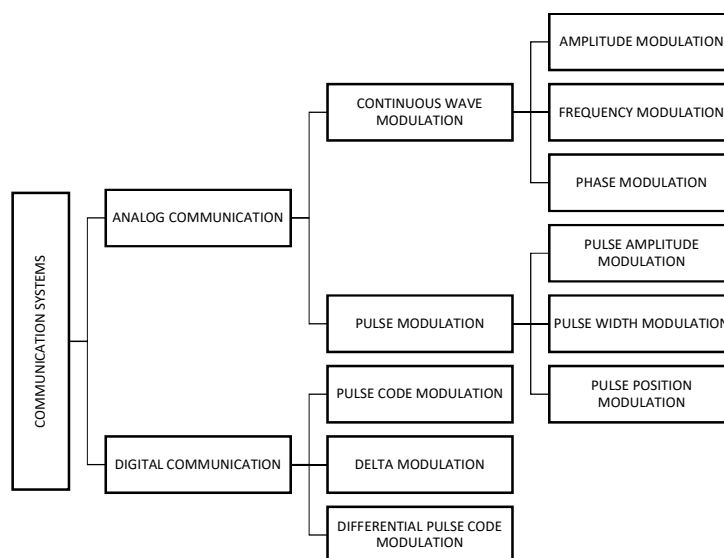 COMMUNICATION SYSTEMS
ANALOG COMMUNICATION
CONTINUOUS WAVE
MODULATION
AMPLITUDE MODULATION
FREQUENCY MODULATION
PHASE MODULATION
PULSE MODULATION
PULSE AMPLITUDE
MODULATION
PULSE WIDTH MODULATION
PULSE POSITION
MODULATION
DIGITAL COMMUNICATION
PULSE CODE MODULATION
DELTA MODULATION
DIFFERENTIAL PULSE CODE
MODULATION